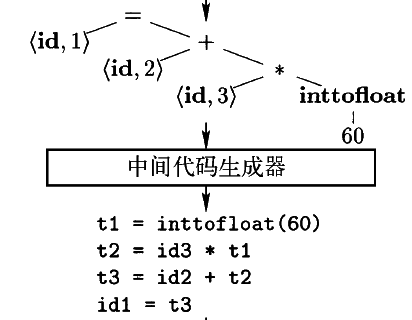 =
⟨id, 1⟩ +
⟨id, 2⟩ *
⟨id, 3⟩ inttofloat
60
中间代码生成器
t1 = inttofloat(60)
t2 = id3 * t1
t3 = id2 + t2
id1 = t3